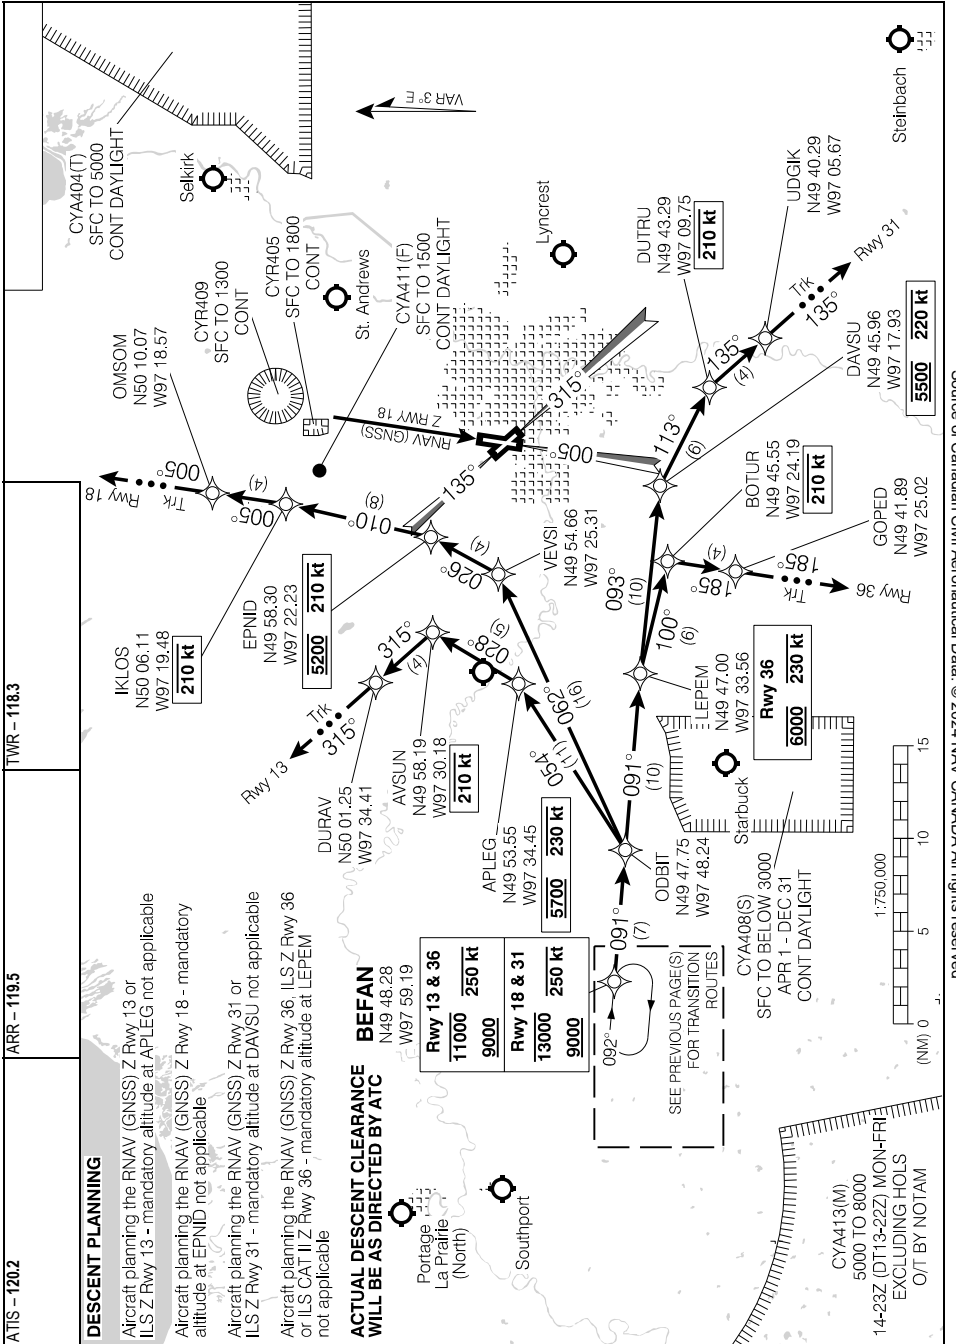 ATIS – 120.2
ARR – 119.5
TWR – 118.3
DESCENT PLANNING
Aircraft planning the RNAV (GNSS) Z Rwy 13 or
ILS Z Rwy 13 - mandatory altitude at APLEG not applicable
Aircraft planning the RNAV (GNSS) Z Rwy 18 - mandatory
altitude at EPNID not applicable
Aircraft planning the RNAV (GNSS) Z Rwy 31 or
ILS Z Rwy 31 - mandatory altitude at DAVSU not applicable
Aircraft planning the RNAV (GNSS) Z Rwy 36, ILS Z Rwy 36
or ILS CAT II Z Rwy 36 - mandatory altitude at LEPEM
not applicable
ACTUAL DESCENT CLEARANCE
WILL BE AS DIRECTED BY ATC
BEFAN
N49 48.28
W97 59.19
Rwy 13 & 36
11000
250 kt
9000
Rwy 18 & 31
13000
250 kt
9000
092°
SEE PREVIOUS PAGE(S)
FOR TRANSITION
ROUTES
Portage
La Prairie
(North)
Southport
CYA413(M)
5000 TO 8000
14-23Z (DT13-22Z) MON-FRI
EXCLUDING HOLS
O/T BY NOTAM
091°
(7)
ODBIT
N49 47.75
W97 48.24
CYA408(S)
SFC TO BELOW 3000
APR 1 - DEC 31
CONT DAYLIGHT
Starbuck
1:750,000
(NM) 0
5
10
15
091°
(10)
LEPEM
N49 47.00
W97 33.56
Rwy 36
6000 230 kt
054°
(11)
062°
(16)
APLEG
N49 53.55
W97 34.45
5700 230 kt
028°
(5)
AVSUN
N49 58.19
W97 30.18
210 kt
315°
(4)
DURAV
N50 01.25
W97 34.41
Trk
315°
Rwy 13
VEVSI
N49 54.66
W97 25.31
026°
(4)
EPNID
N49 58.30
W97 22.23
5200 210 kt
010°
(8)
IKLOS
N50 06.11
W97 19.48
210 kt
005°
(4)
OMSOM
N50 10.07
W97 18.57
Trk
005°
Rwy 18
100°
(6)
093°
(10)
BOTUR
N49 45.55
W97 24.19
210 kt
185°
(4)
GOPED
N49 41.89
W97 25.02
Trk
185°
Rwy 36
DAVSU
N49 45.96
W97 17.93
5500 220 kt
113°
(6)
DUTRU
N49 43.29
W97 09.75
210 kt
135°
(4)
UDGIK
N49 40.29
W97 05.67
Trk
135°
Rwy 31
135°
315°
005°
RNAV (GNSS)
Z RWY 18
CYR409
SFC TO 1300
CONT
CYR405
SFC TO 1800
CONT
St. Andrews
CYA411(F)
SFC TO 1500
CONT DAYLIGHT
CYA404(T)
SFC TO 5000
CONT DAYLIGHT
Selkirk
VAR 3° E
Lyncrest
Steinbach
Source of Canadian Civil Aeronautical Data: © 2024 NAV CANADA All rights reserved